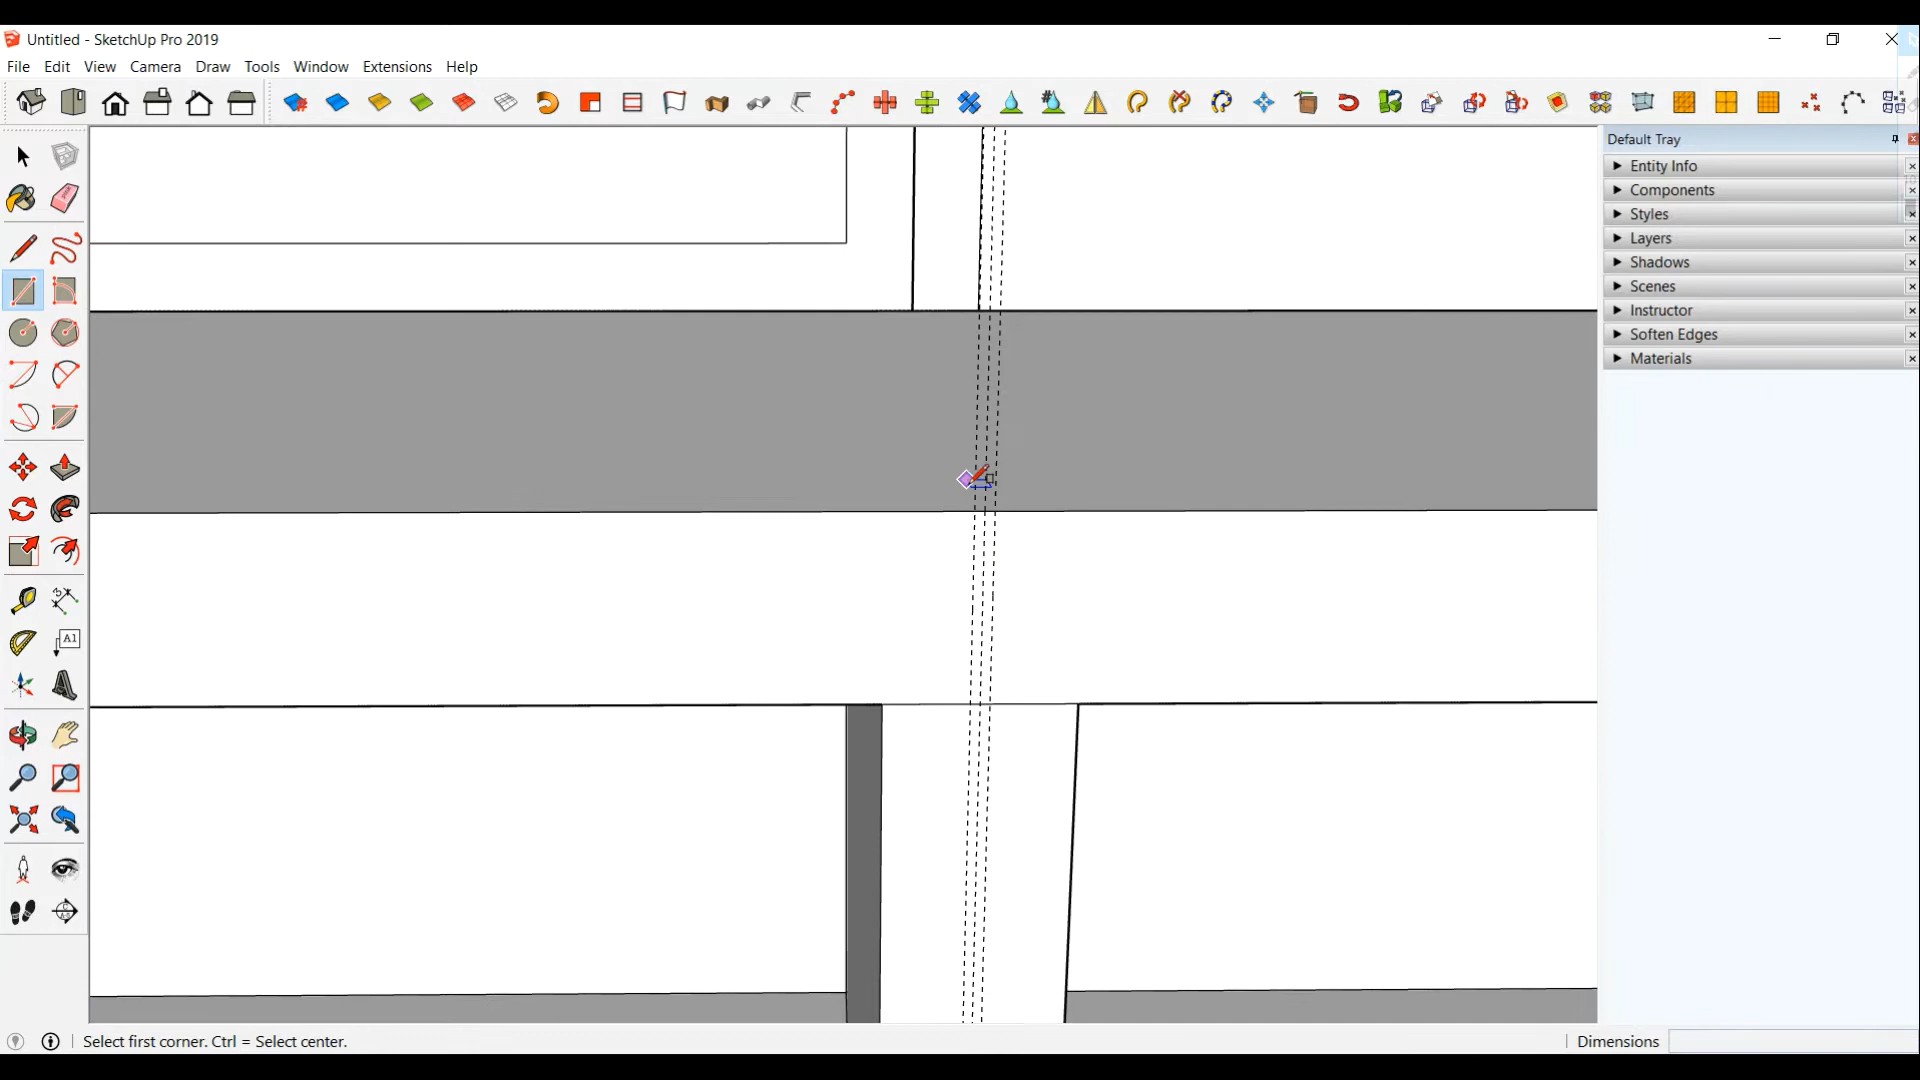 Untitled - SketchUp Pro 2019
File Edit View Camera Draw Tools Window Extensions Help
Default Tray
Entity Info
Components
Styles
Layers
Shadows
Scenes
Instructor
Soften Edges
Materials
A1
Select first corner. Ctrl = Select center.
Dimensions